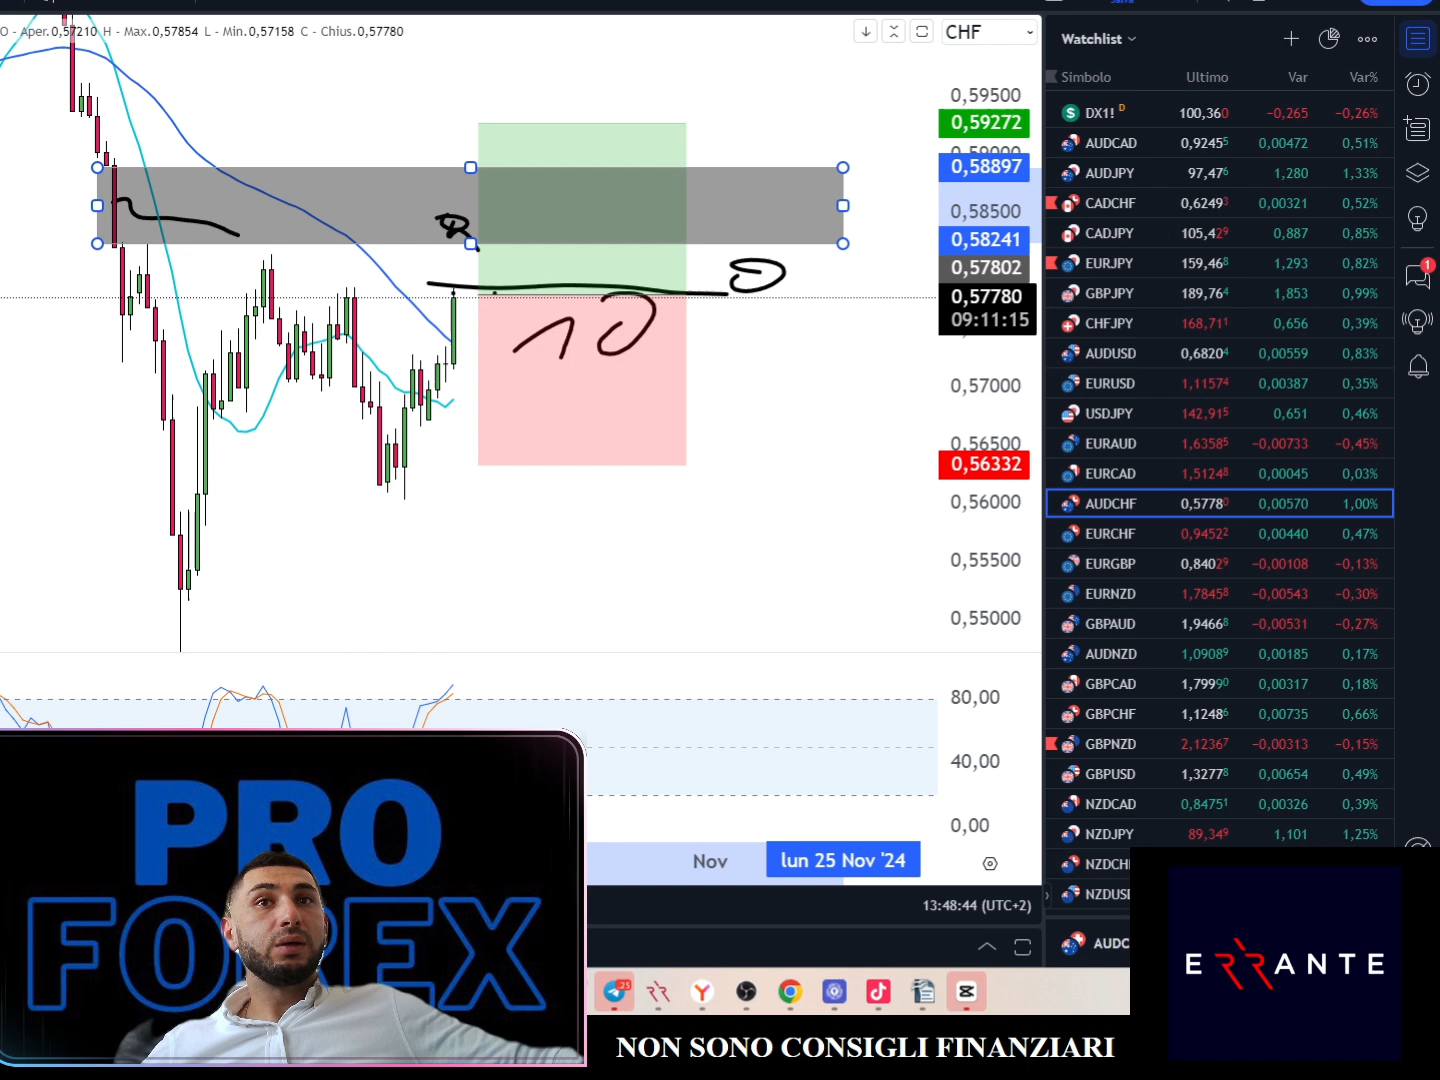 O - Aper.0,57210 H - Max.0,57854 L - Min.0,57158 C - Chius.0,57780
CHF
0,59500
0,59272
0,59000
0,58897
0,58500
0,58241
0,57802
0,57780
09:11:15
0,57000
0,56500
0,56332
0,56000
0,55500
0,55000
80,00
40,00
0,00
Nov
lun 25 Nov '24
13:48:44 (UTC+2)
10
Watchlist
Simbolo Ultimo Var Var%
DX1! D 100,360 −0,265 −0,26%
AUDCAD 0,92455 0,00472 0,51%
AUDJPY 97,476 1,280 1,33%
CADCHF 0,62493 0,00321 0,52%
CADJPY 105,429 0,887 0,85%
EURJPY 159,468 1,293 0,82%
GBPJPY 189,764 1,853 0,99%
CHFJPY 168,711 0,656 0,39%
AUDUSD 0,68204 0,00559 0,83%
EURUSD 1,11574 0,00387 0,35%
USDJPY 142,915 0,651 0,46%
EURAUD 1,63585 −0,00733 −0,45%
EURCAD 1,51248 0,00045 0,03%
AUDCHF 0,57780 0,00570 1,00%
EURCHF 0,94522 0,00440 0,47%
EURGBP 0,84029 −0,00108 −0,13%
EURNZD 1,78458 −0,00543 −0,30%
GBPAUD 1,94668 −0,00531 −0,27%
AUDNZD 1,09089 0,00185 0,17%
GBPCAD 1,79990 0,00317 0,18%
GBPCHF 1,12486 0,00735 0,66%
GBPNZD 2,12367 −0,00313 −0,15%
GBPUSD 1,32778 0,00654 0,49%
NZDCAD 0,84751 0,00326 0,39%
NZDJPY 89,349 1,101 1,25%
NZDCH
NZDUS
AUDC
1
25
PRO
FOREX
ERRANTE
NON SONO CONSIGLI FINANZIARI